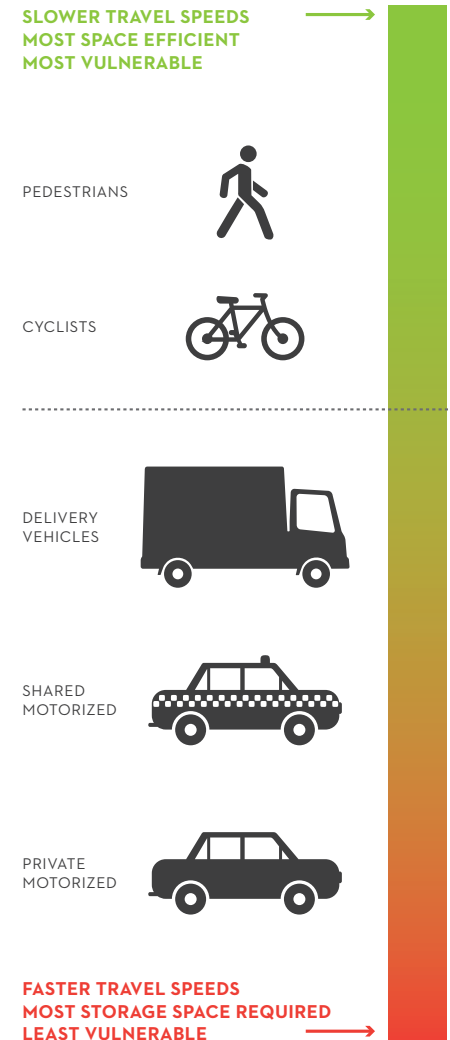 SLOWER TRAVEL SPEEDS
MOST SPACE EFFICIENT
MOST VULNERABLE
PEDESTRIANS
CYCLISTS
DELIVERY
VEHICLES
SHARED
MOTORIZED
PRIVATE
MOTORIZED
FASTER TRAVEL SPEEDS
MOST STORAGE SPACE REQUIRED
LEAST VULNERABLE